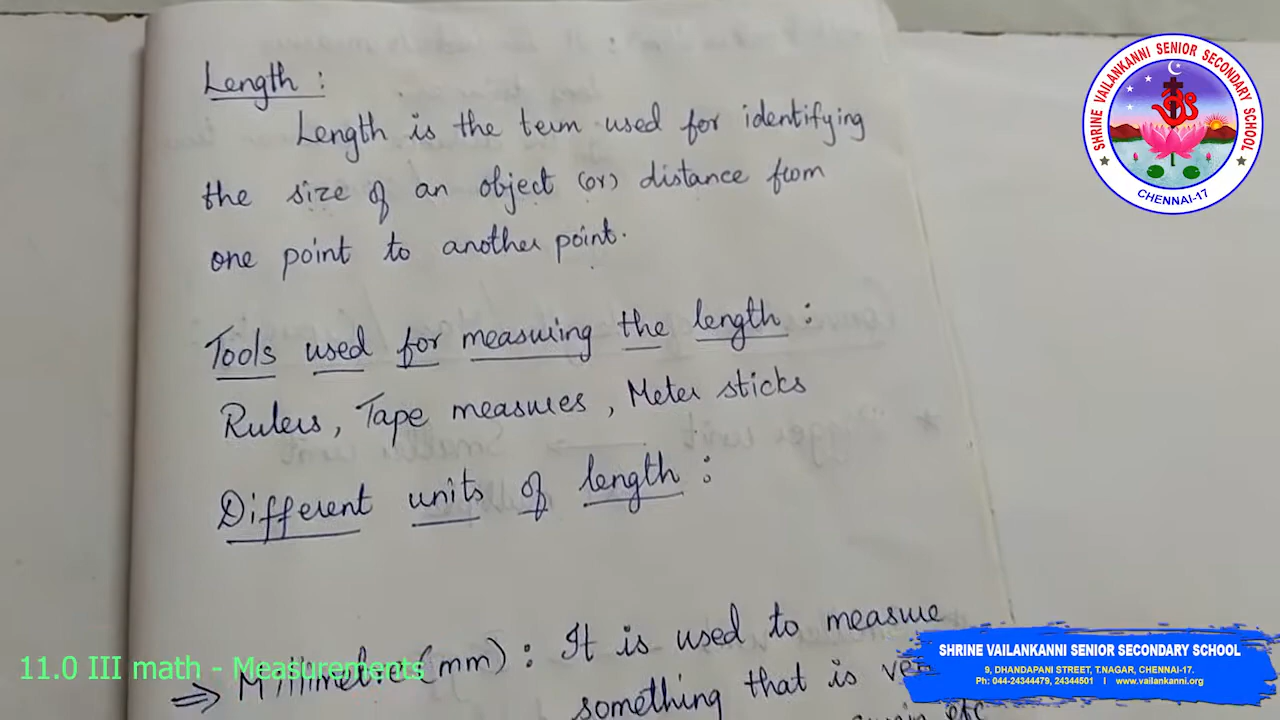 Length :
Length is the term used for identifying
the size of an object (or) distance from
one point to another point.
Tools used for measuring the length :
Rulers, Tape measures, Meter sticks
Different units of length :
⇒ Millimetre (mm) : It is used to measure
something that is
etc
11.0 III math - Measurements
SHRINE VAILANKANNI SENIOR SECONDARY SCHOOL
CHENNAI-17
SHRINE VAILANKANNI SENIOR SECONDARY SCHOOL
9, DHANDAPANI STREET, T.NAGAR, CHENNAI-17.
Ph: 044-24344479, 24344501 I www.vailankanni.org